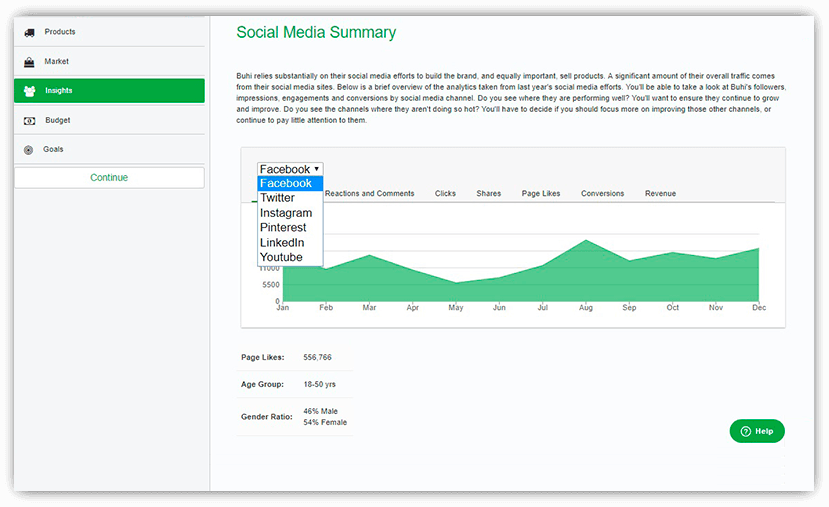 Products
Market
Insights
Budget
Goals
Continue
Social Media Summary
Buhi relies substantially on their social media efforts to build the brand, and equally important, sell products. A significant amount of their overall traffic comes
from their social media sites. Below is a brief overview of the analytics taken from last year's social media efforts. You'll be able to take a look at Buhi's followers,
impressions, engagements and conversions by social media channel. Do you see where they are performing well? You'll want to ensure they continue to grow
and improve. Do you see the channels where they aren't doing so hot? You'll have to decide if you should focus more on improving those other channels, or
continue to pay little attention to them.
Facebook
Facebook
Twitter
Instagram
Pinterest
LinkedIn
Youtube
Reactions and Comments Clicks Shares Page Likes Conversions Revenue
11000
5500
0
Jan Feb Mar Apr May Jun Jul Aug Sep Oct Nov Dec
Page Likes: 556,766
Age Group: 18-50 yrs
Gender Ratio: 46% Male
54% Female
Help